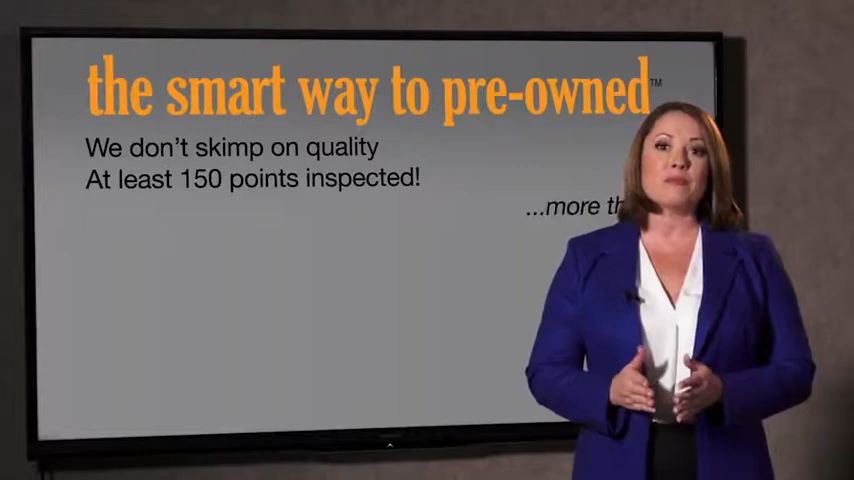 the smart way to pre-owned™
We don't skimp on quality
At least 150 points inspected!
...more